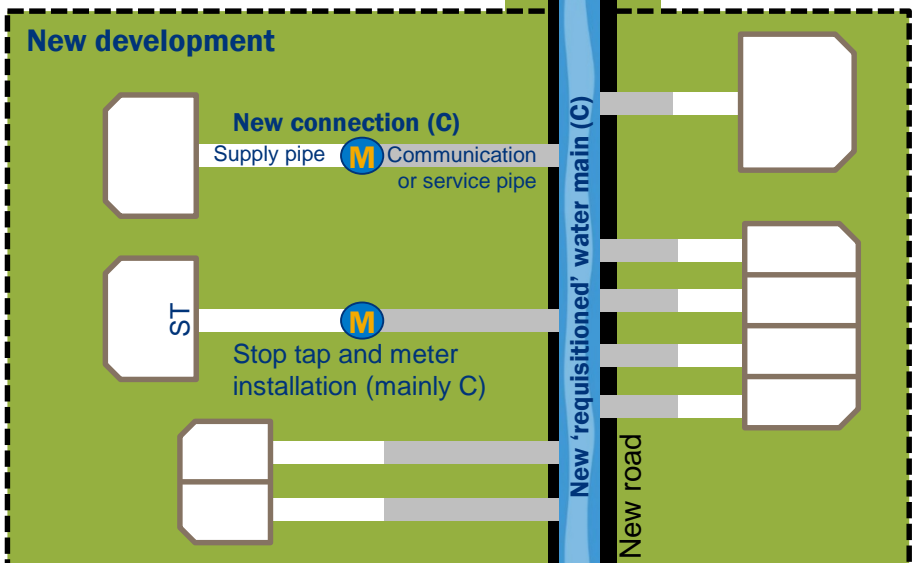 New development
New connection (C)
Supply pipe
M
Communication
or service pipe
ST
M
Stop tap and meter
installation (mainly C)
New ‘requisitioned’ water main (C)
New road